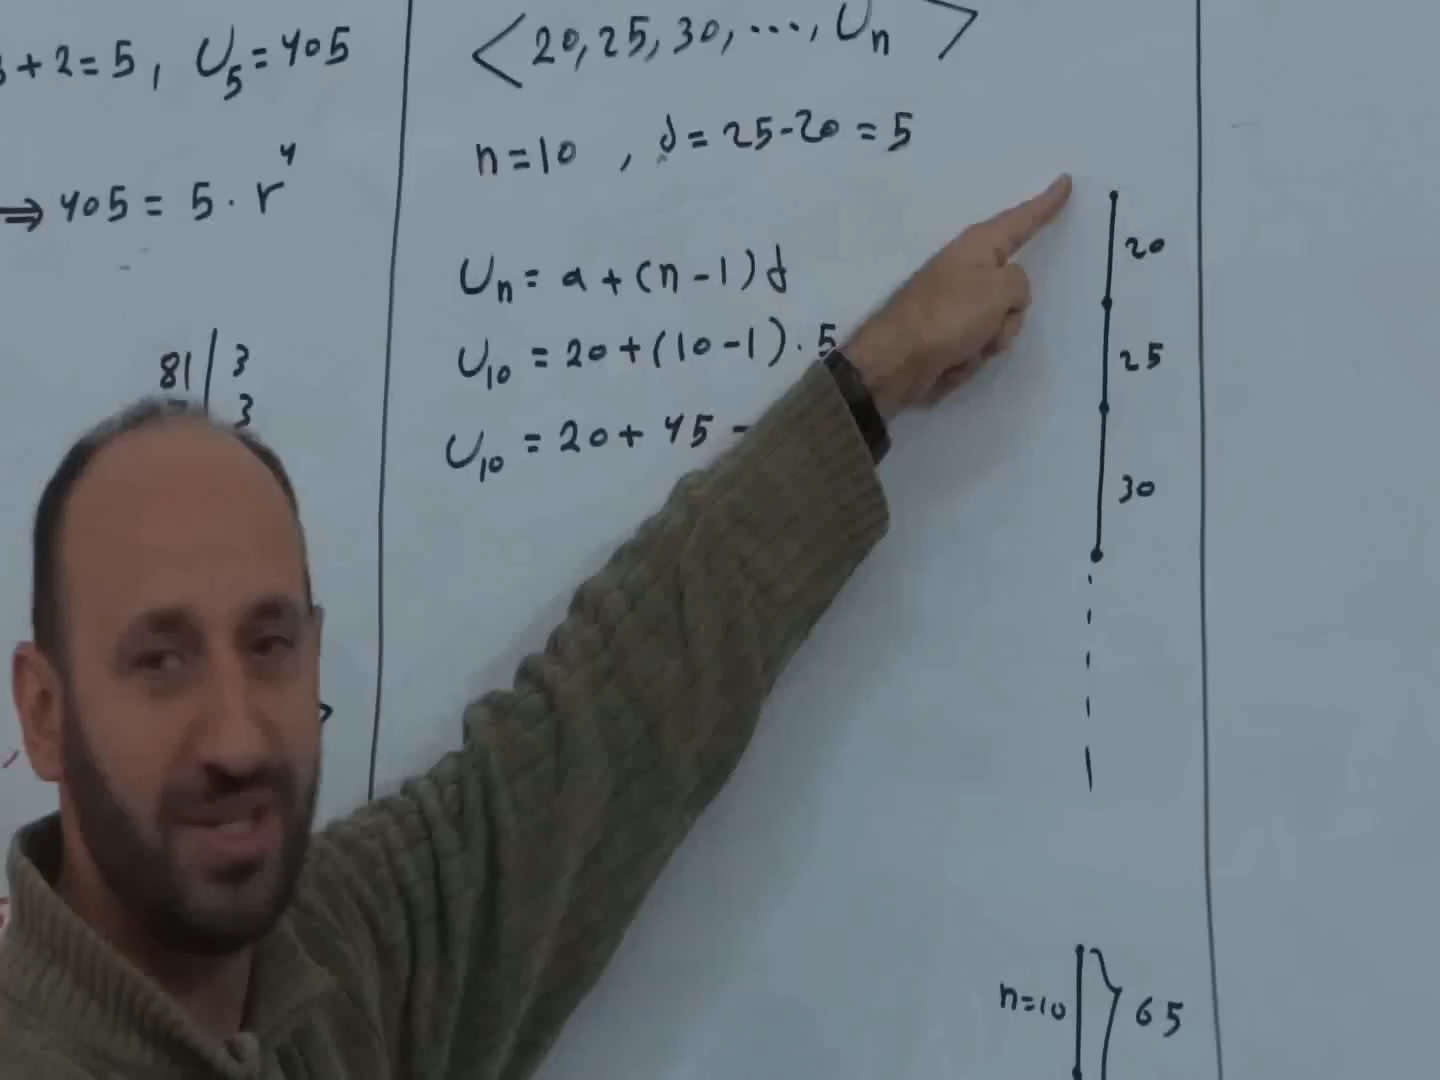 +2=5, U5=405
⇒ 405 = 5 . r⁴
81 | 3
3
<20, 25, 30, ..., Un>
n=10 , d= 25-20 = 5
Un = a + (n-1)d
U10 = 20+(10-1).5
U10 = 20+ 45 -
20
25
30
n=10
65